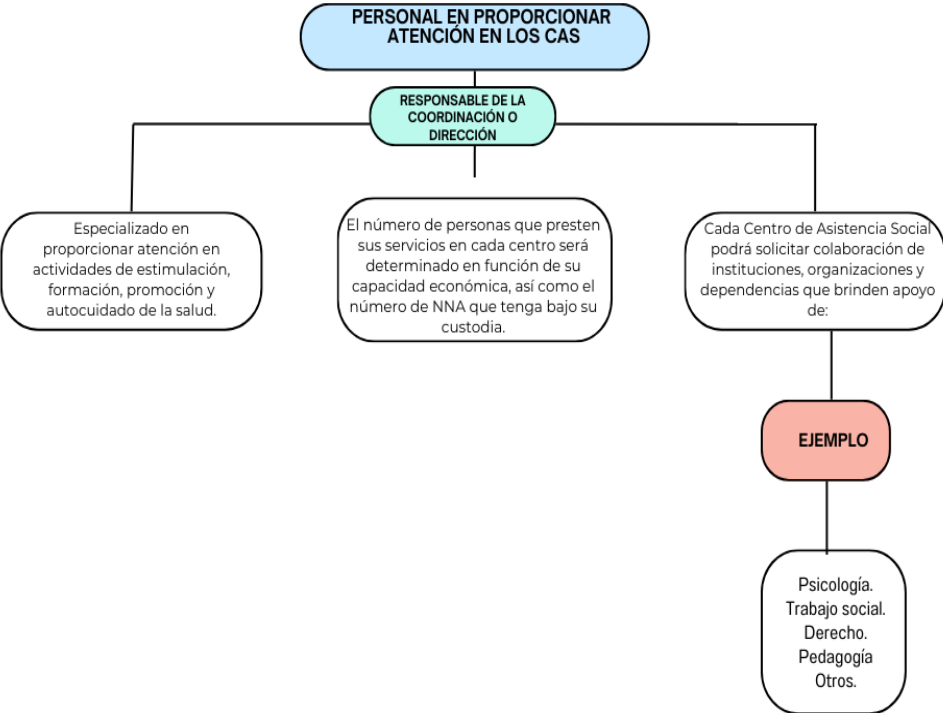 PERSONAL EN PROPORCIONAR
ATENCIÓN EN LOS CAS
RESPONSABLE DE LA
COORDINACIÓN O
DIRECCIÓN
Especializado en
proporcionar atención en
actividades de estimulación,
formación, promoción y
autocuidado de la salud.
El número de personas que presten
sus servicios en cada centro será
determinado en función de su
capacidad económica, así como el
número de NNA que tenga bajo su
custodia.
Cada Centro de Asistencia Social
podrá solicitar colaboración de
instituciones, organizaciones y
dependencias que brinden apoyo
de:
EJEMPLO
Psicología.
Trabajo social.
Derecho.
Pedagogía
Otros.